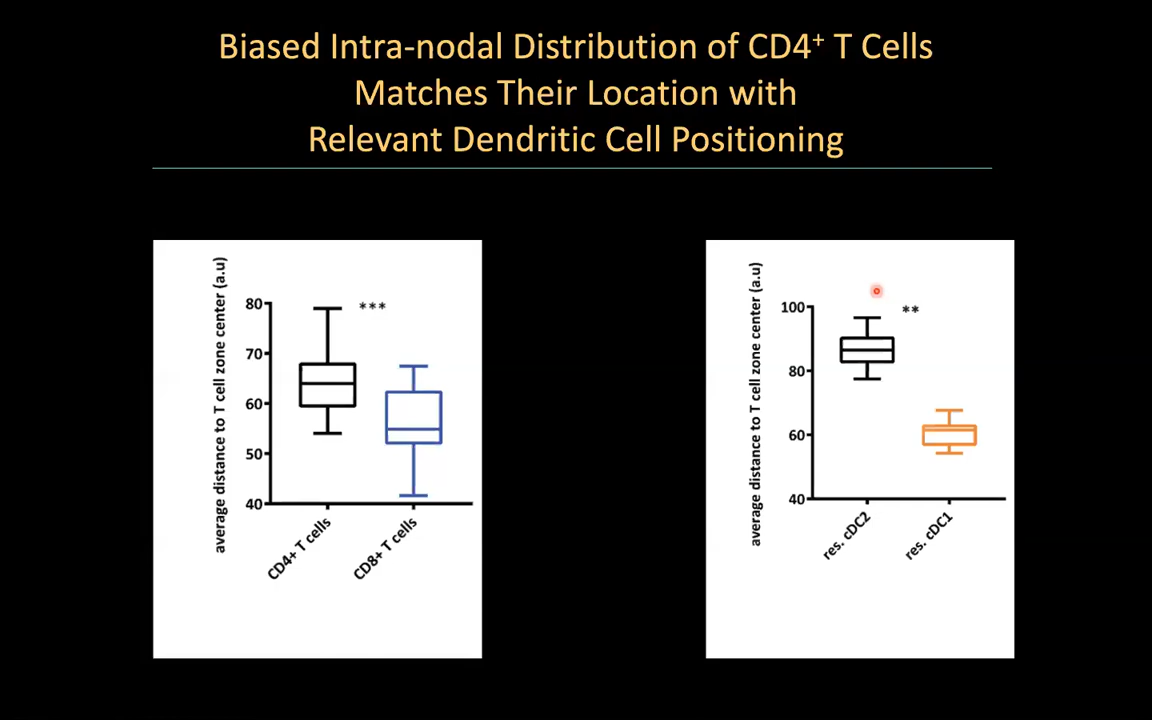 Biased Intra-nodal Distribution of CD4⁺ T Cells
Matches Their Location with
Relevant Dendritic Cell Positioning
average distance to T cell zone center (a.u)
80
70
60
50
40
***
CD4+ T cells
CD8+ T cells
average distance to T cell zone center (a.u)
100
80
60
40
**
res. cDC2
res. cDC1